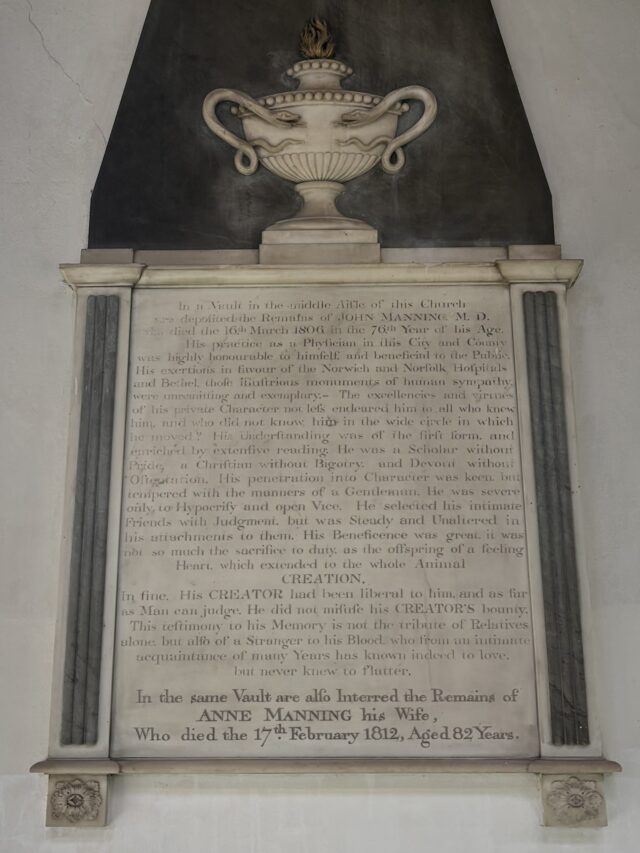 In a Vault in the middle Aiſle of this Church
are depoſited the Remains of JOHN MANNING M. D.
who died the 16th March 1806 in the 76th Year of his Age.
His practice as a Phyſician in this City and County
was highly honourable to himſelf, and beneficial to the Public.
His exertions in favour of the Norwich and Norfolk Hoſpitals
and Bethel, thoſe illuſtrious monuments of human sympathy,
were unremitting and exemplary.– The excellencies and virtues
of his private Character not leſs endeared him to all who knew
him, and who did not know him in the wide circle in which
he moved? His Understanding was of the firſt form, and
enriched by extenſive reading. He was a Scholar without
Pride, a Chriſtian without Bigotry, and Devout without
Oſtentation. His penetration into Character was keen, but
tempered with the manners of a Gentleman. He was severe
only to Hypocriſy and open Vice. He selected his intimate
Friends with Judgment, but was Steady and Unaltered in
his attachments to them. His Beneficence was great, it was
not so much the sacrifice to duty, as the offspring of a feeling
Heart, which extended to the whole Animal
CREATION.
In fine, His CREATOR had been liberal to him, and as far
as Man can judge, He did not miſuſe his CREATOR'S bounty.
This teſtimony to his Memory is not the tribute of Relatives
alone, but alſo of a Stranger to his Blood, who from an intimate
acquaintance of many Years has known indeed to love,
but never knew to flatter.
In the same Vault are alſo Interred the Remains of
ANNE MANNING his Wife,
Who died the 17th February 1812, Aged 82 Years.